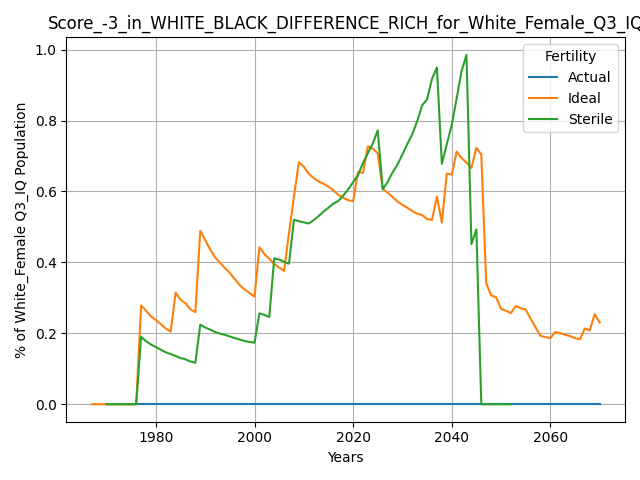 Score_-3_in_WHITE_BLACK_DIFFERENCE_RICH_for_White_Female_Q3_IQ
Fertility
Actual
Ideal
Sterile
% of White_Female Q3_IQ Population
1.0
0.8
0.6
0.4
0.2
0.0
1980
2000
2020
2040
2060
Years